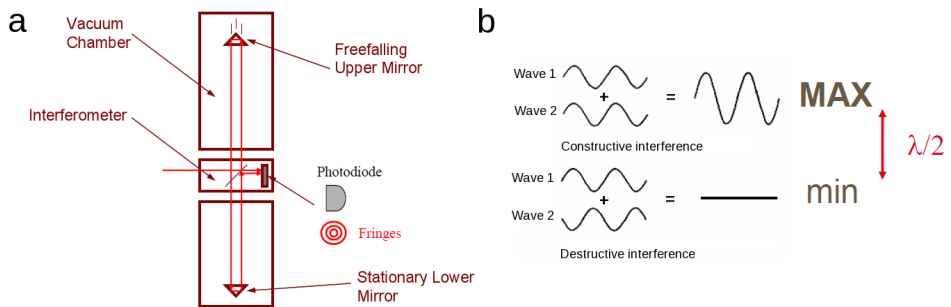 a
Vacuum
Chamber
Freefalling
Upper Mirror
Interferometer
Photodiode
Fringes
Stationary Lower
Mirror
b
Wave 1
+
Wave 2
=
MAX
Constructive interference
λ/2
Wave 1
+
Wave 2
=
min
Destructive interference